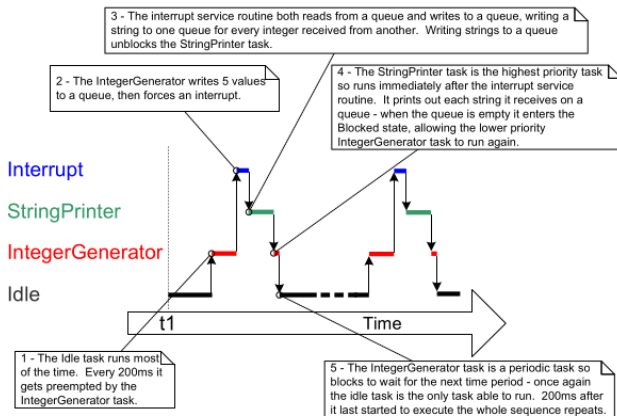 3 - The interrupt service routine both reads from a queue and writes to a queue, writing a
string to one queue for every integer received from another.  Writing strings to a queue
unblocks the StringPrinter task.
2 - The IntegerGenerator writes 5 values
to a queue, then forces an interrupt.
4 - The StringPrinter task is the highest priority task
so runs immediately after the interrupt service
routine.  It prints out each string it receives on a
queue - when the queue is empty it enters the
Blocked state, allowing the lower priority
IntegerGenerator task to run again.
Interrupt
StringPrinter
IntegerGenerator
Idle
t1
Time
1 - The Idle task runs most
of the time.  Every 200ms it
gets preempted by the
IntegerGenerator task.
5 - The IntegerGenerator task is a periodic task so
blocks to wait for the next time period - once again
the idle task is the only task able to run.  200ms after
it last started to execute the whole sequence repeats.